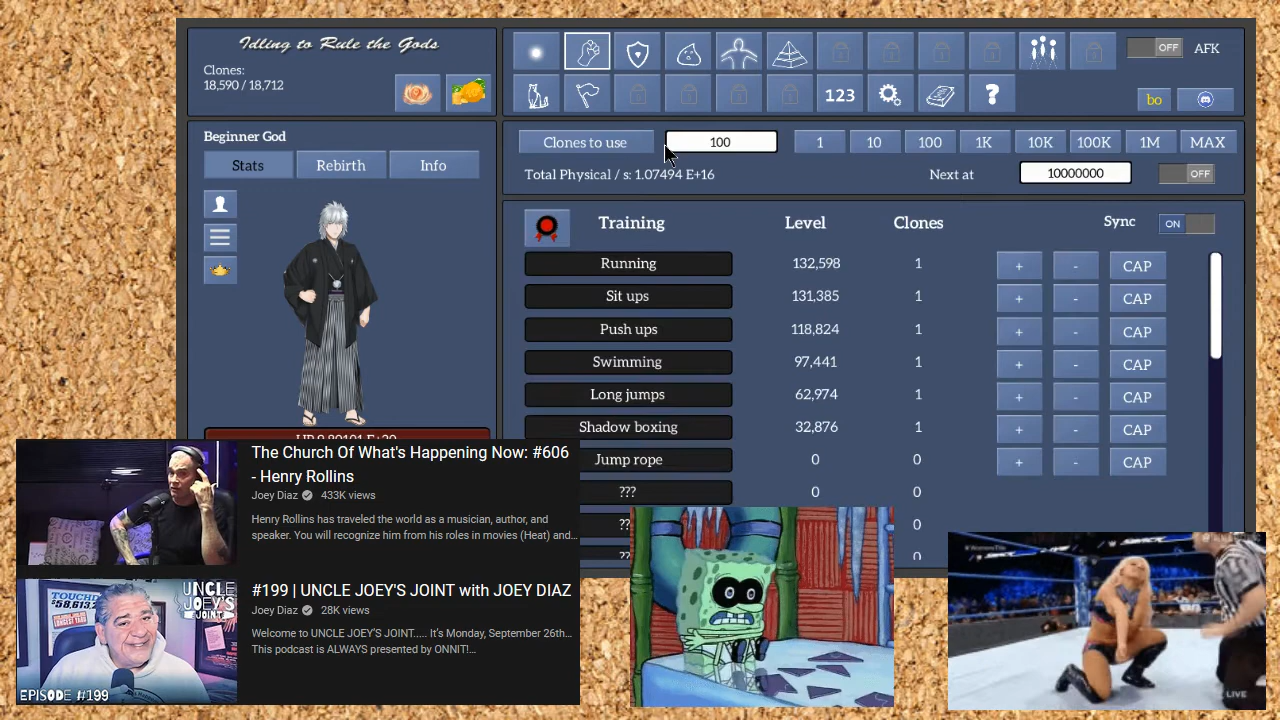 Idling to Rule the Gods
Clones:
18,590 / 18,712
123
?
OFF AFK
bo
Beginner God
Stats Rebirth Info
Clones to use 100 1 10 100 1K 10K 100K 1M MAX
Total Physical / s: 1.07494 E+16 Next at 10000000 OFF
Training Level Clones Sync ON
Running 132,598 1 + - CAP
Sit ups 131,385 1 + - CAP
Push ups 118,824 1 + - CAP
Swimming 97,441 1 + - CAP
Long jumps 62,974 1 + - CAP
Shadow boxing 32,876 1 + - CAP
Jump rope 0 0 + - CAP
??? 0 0
The Church Of What's Happening Now: #606
- Henry Rollins
Joey Diaz 433K views
Henry Rollins has traveled the world as a musician, author, and
speaker. You will recognize him from his roles in movies (Heat) and...
#199 | UNCLE JOEY'S JOINT with JOEY DIAZ
Joey Diaz 28K views
Welcome to UNCLE JOEY'S JOINT..... It's Monday, September 26th...
This podcast is ALWAYS presented by ONNIT!...
UNCLE
JOEY'S
JOINT
EPISODE #199
LIVE